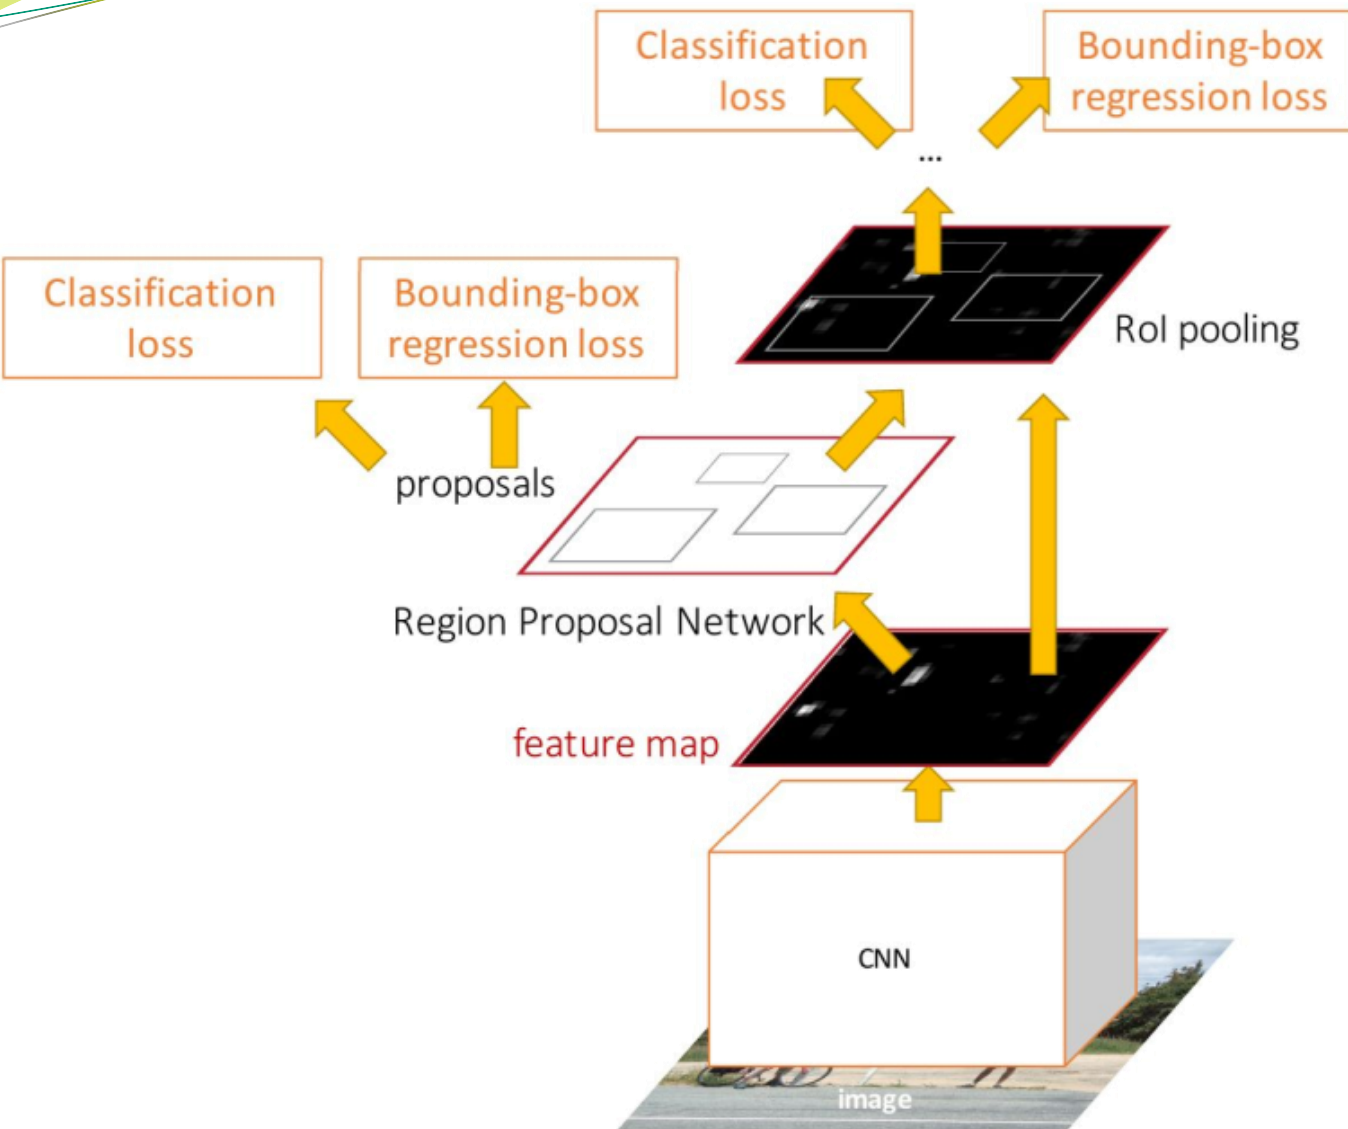 Classification
loss
Bounding-box
regression loss
...
Classification
loss
Bounding-box
regression loss
RoI pooling
proposals
Region Proposal Network
feature map
CNN
image